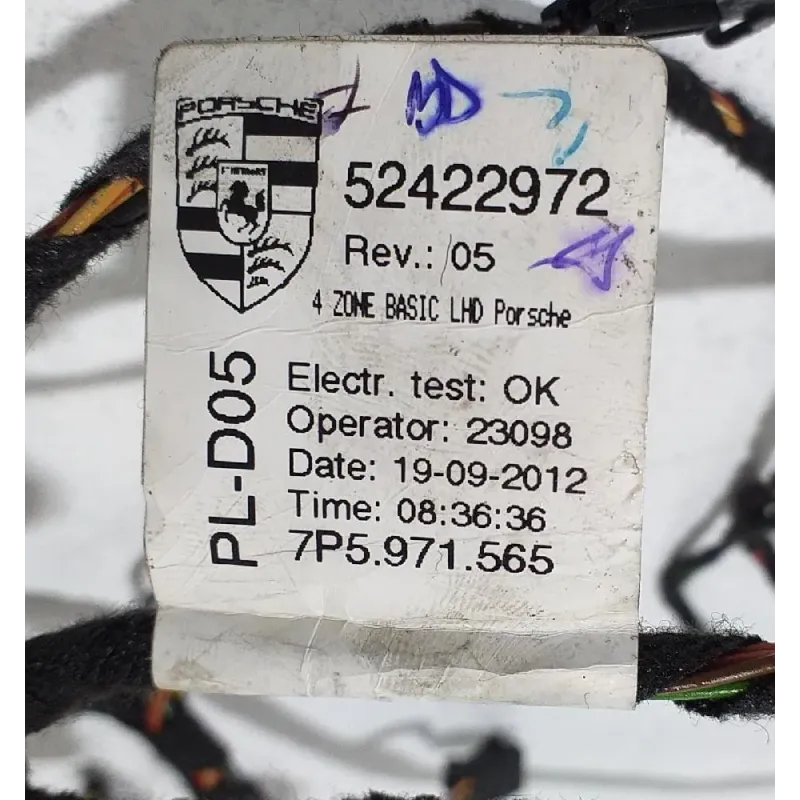 PORSCHE
52422972
Rev.: 05
4 ZONE BASIC LHD Porsche
PL-D05
Electr. test: OK
Operator: 23098
Date: 19-09-2012
Time: 08:36:36
7P5.971.565